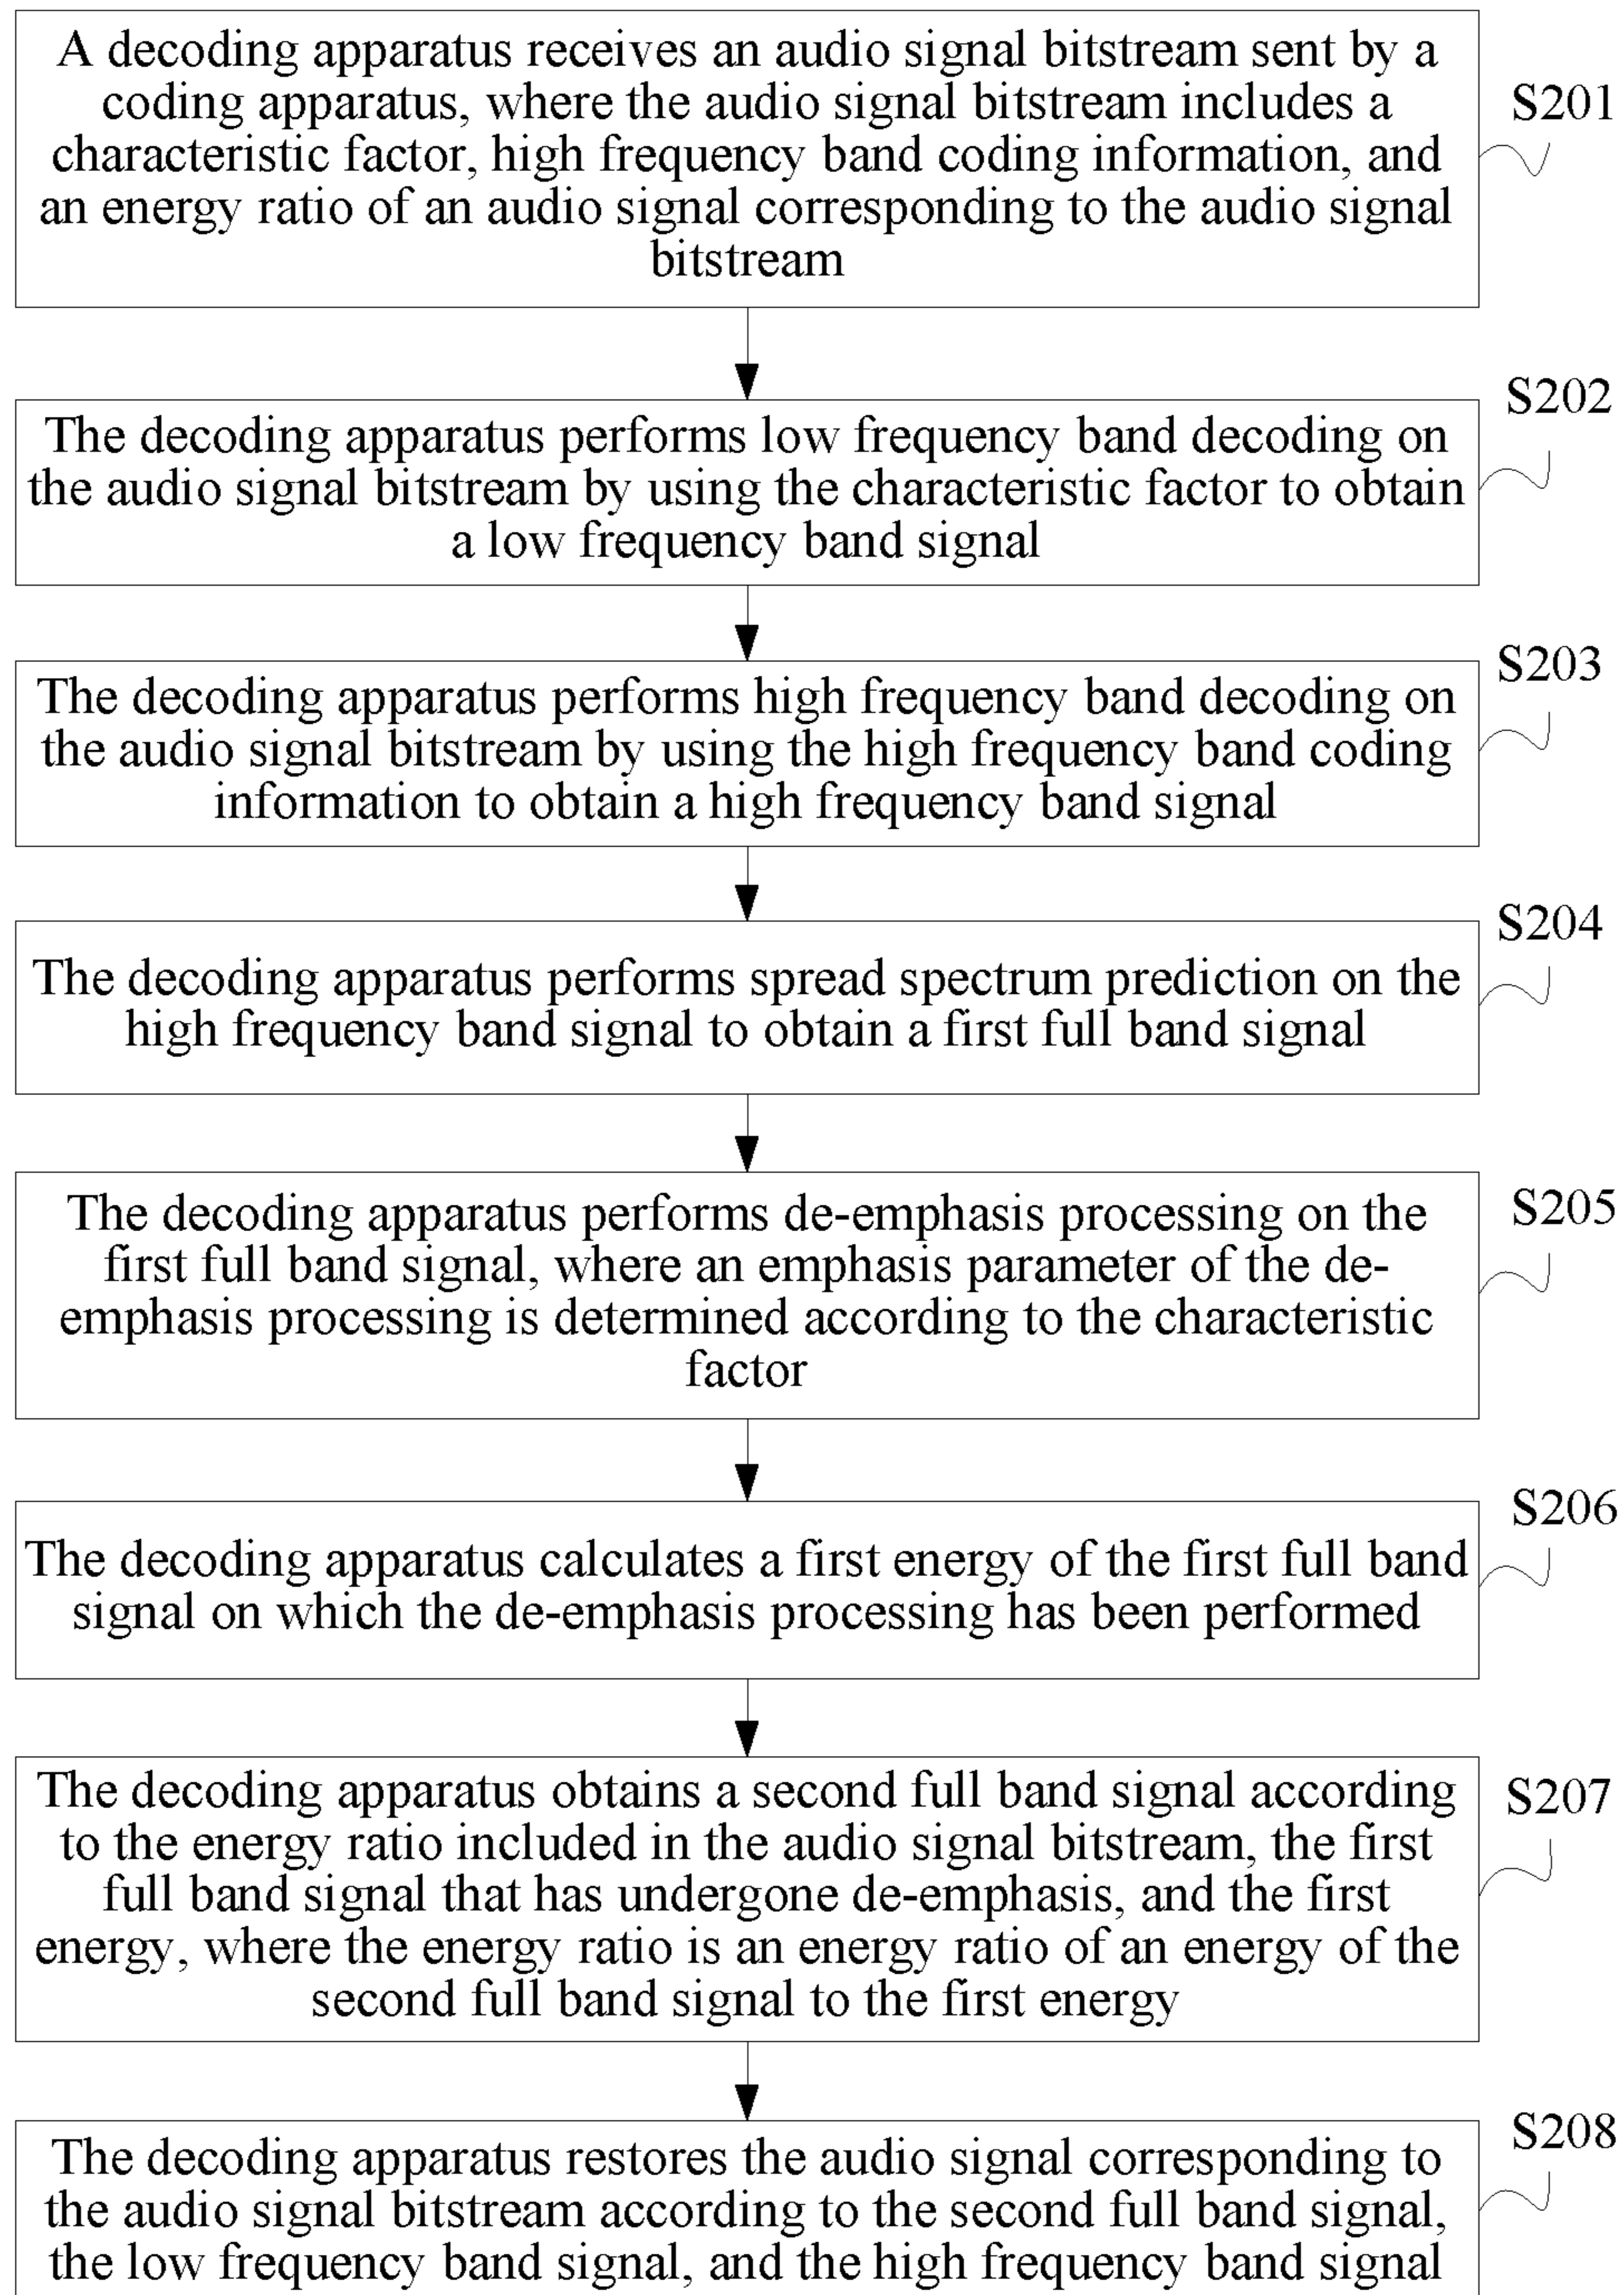 A decoding apparatus receives an audio signal bitstream sent by a
coding apparatus, where the audio signal bitstream includes a
characteristic factor, high frequency band coding information, and
an energy ratio of an audio signal corresponding to the audio signal
bitstream
S201
The decoding apparatus performs low frequency band decoding on
the audio signal bitstream by using the characteristic factor to obtain
a low frequency band signal
S202
The decoding apparatus performs high frequency band decoding on
the audio signal bitstream by using the high frequency band coding
information to obtain a high frequency band signal
S203
The decoding apparatus performs spread spectrum prediction on the
high frequency band signal to obtain a first full band signal
S204
The decoding apparatus performs de-emphasis processing on the
first full band signal, where an emphasis parameter of the de-
emphasis processing is determined according to the characteristic
factor
S205
The decoding apparatus calculates a first energy of the first full band
signal on which the de-emphasis processing has been performed
S206
The decoding apparatus obtains a second full band signal according
to the energy ratio included in the audio signal bitstream, the first
full band signal that has undergone de-emphasis, and the first
energy, where the energy ratio is an energy ratio of an energy of the
second full band signal to the first energy
S207
The decoding apparatus restores the audio signal corresponding to
the audio signal bitstream according to the second full band signal,
the low frequency band signal, and the high frequency band signal
S208